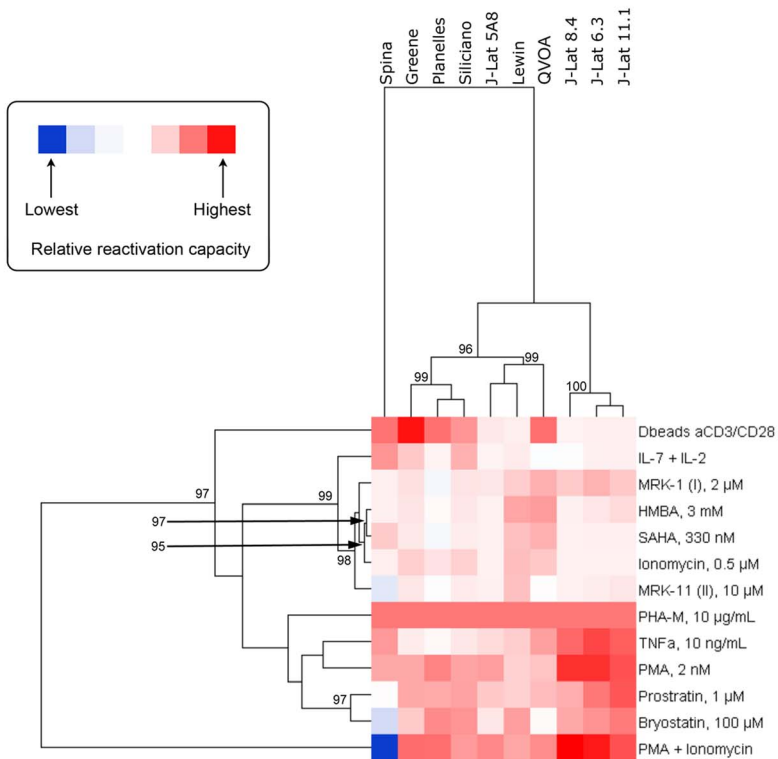 Spina
Greene
Planelles
Siliciano
J-Lat 5A8
Lewin
QVOA
J-Lat 8.4
J-Lat 6.3
J-Lat 11.1
Lowest
Highest
Relative reactivation capacity
96
99
99
100
Dbeads aCD3/CD28
IL-7 + IL-2
97
MRK-1 (I), 2 µM
99
HMBA, 3 mM
97
SAHA, 330 nM
95
98
Ionomycin, 0.5 µM
MRK-11 (II), 10 µM
PHA-M, 10 µg/mL
TNFa, 10 ng/mL
PMA, 2 nM
97
Prostratin, 1 µM
Bryostatin, 100 µM
PMA + Ionomycin